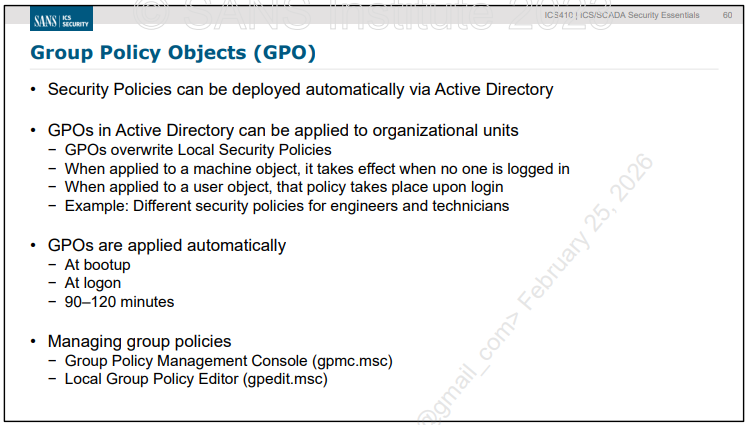 © SANS Institute 2026
SANS | ICS SECURITY
ICS410 | ICS/SCADA Security Essentials 60
Group Policy Objects (GPO)
• Security Policies can be deployed automatically via Active Directory
• GPOs in Active Directory can be applied to organizational units
− GPOs overwrite Local Security Policies
− When applied to a machine object, it takes effect when no one is logged in
− When applied to a user object, that policy takes place upon login
− Example: Different security policies for engineers and technicians
• GPOs are applied automatically
− At bootup
− At logon
− 90–120 minutes
• Managing group policies
− Group Policy Management Console (gpmc.msc)
− Local Group Policy Editor (gpedit.msc)
@gmail_com> February 25, 2026